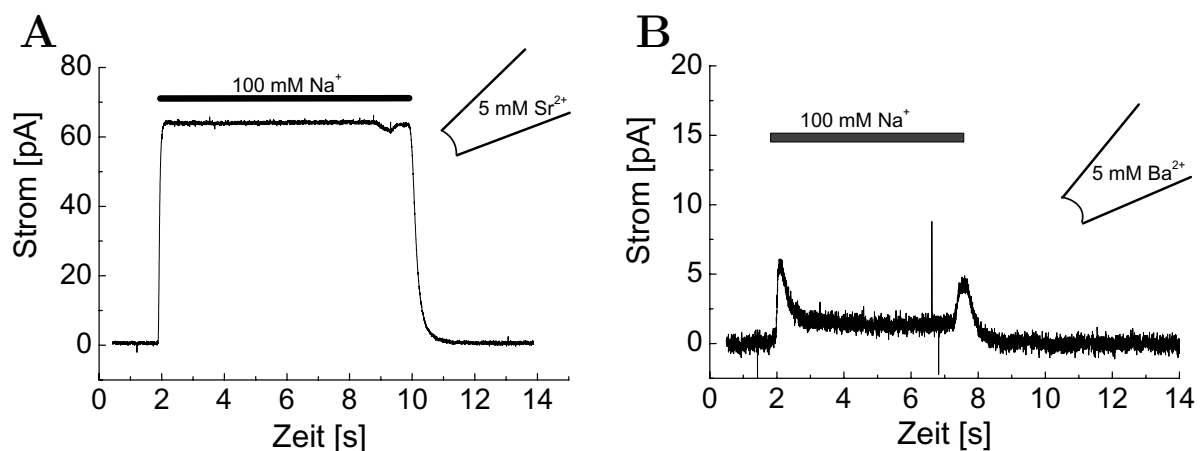 A
Strom [pA]
80
60
40
20
0
100 mM Na⁺
5 mM Sr²⁺
0 2 4 6 8 10 12 14
Zeit [s]
B
Strom [pA]
20
15
10
5
0
100 mM Na⁺
5 mM Ba²⁺
0 2 4 6 8 10 12 14
Zeit [s]